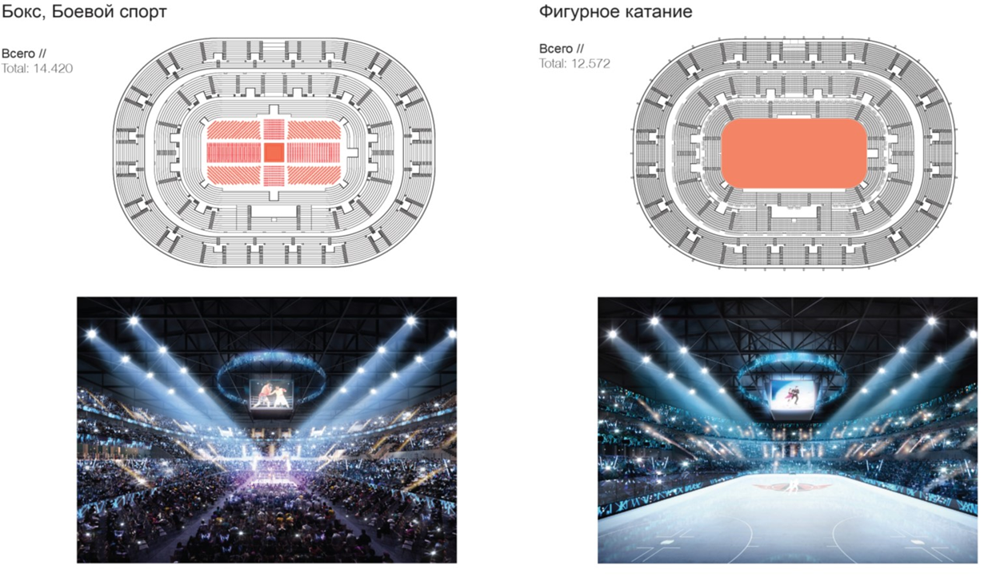 Бокс, Боевой спорт
Всего //
Total: 14.420
Фигурное катание
Всего //
Total: 12.572